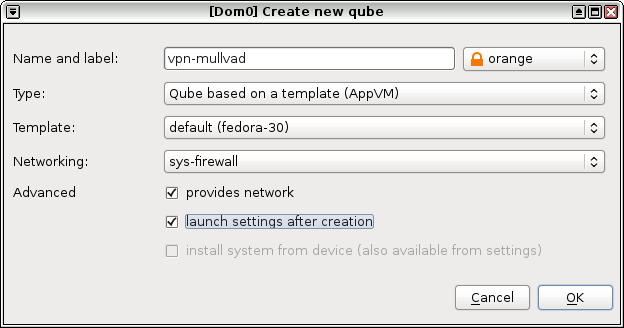 [Dom0] Create new qube
Name and label: vpn-mullvad orange
Type: Qube based on a template (AppVM)
Template: default (fedora-30)
Networking: sys-firewall
Advanced provides network
launch settings after creation
install system from device (also available from settings)
Cancel OK